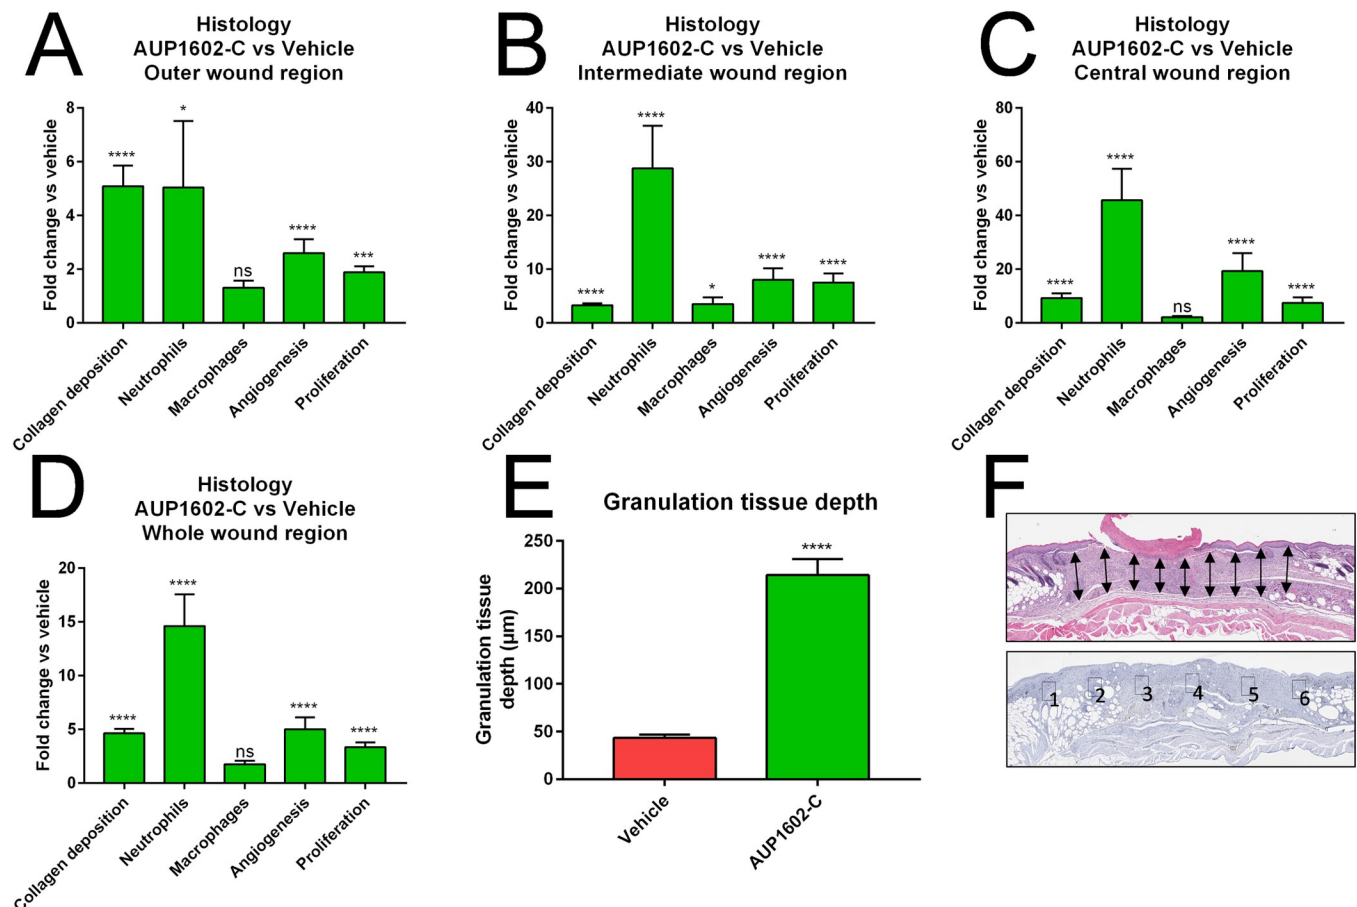 A
Histology
AUP1602-C vs Vehicle
Outer wound region
Fold change vs vehicle
8
6
4
2
0
****
*
ns
****
***
Collagen deposition
Neutrophils
Macrophages
Angiogenesis
Proliferation
B
Histology
AUP1602-C vs Vehicle
Intermediate wound region
Fold change vs vehicle
40
30
20
10
0
****
****
*
****
****
Collagen deposition
Neutrophils
Macrophages
Angiogenesis
Proliferation
C
Histology
AUP1602-C vs Vehicle
Central wound region
Fold change vs vehicle
80
60
40
20
0
****
****
ns
****
****
Collagen deposition
Neutrophils
Macrophages
Angiogenesis
Proliferation
D
Histology
AUP1602-C vs Vehicle
Whole wound region
Fold change vs vehicle
20
15
10
5
0
****
****
ns
****
****
Collagen deposition
Neutrophils
Macrophages
Angiogenesis
Proliferation
E
Granulation tissue depth
Granulation tissue
depth (µm)
250
200
150
100
50
0
****
Vehicle
AUP1602-C
F
1 2 3 4 5 6